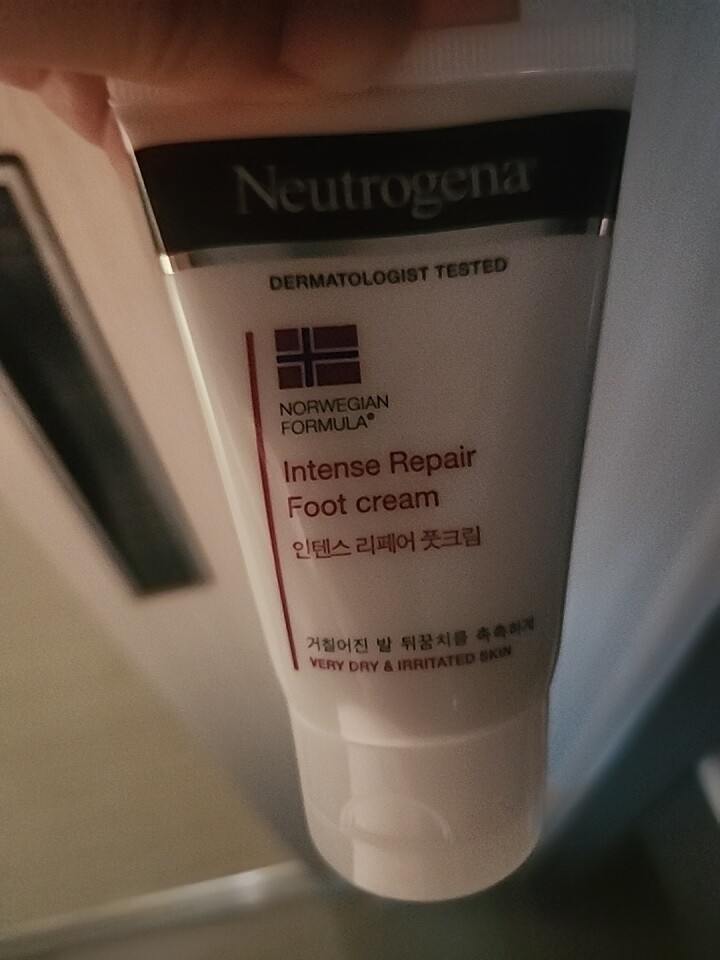 Neutrogena®
DERMATOLOGIST TESTED
NORWEGIAN
FORMULA®
Intense Repair
Foot cream
인텐스 리페어 풋크림
거칠어진 발 뒤꿈치를 촉촉하게
VERY DRY & IRRITATED SKIN